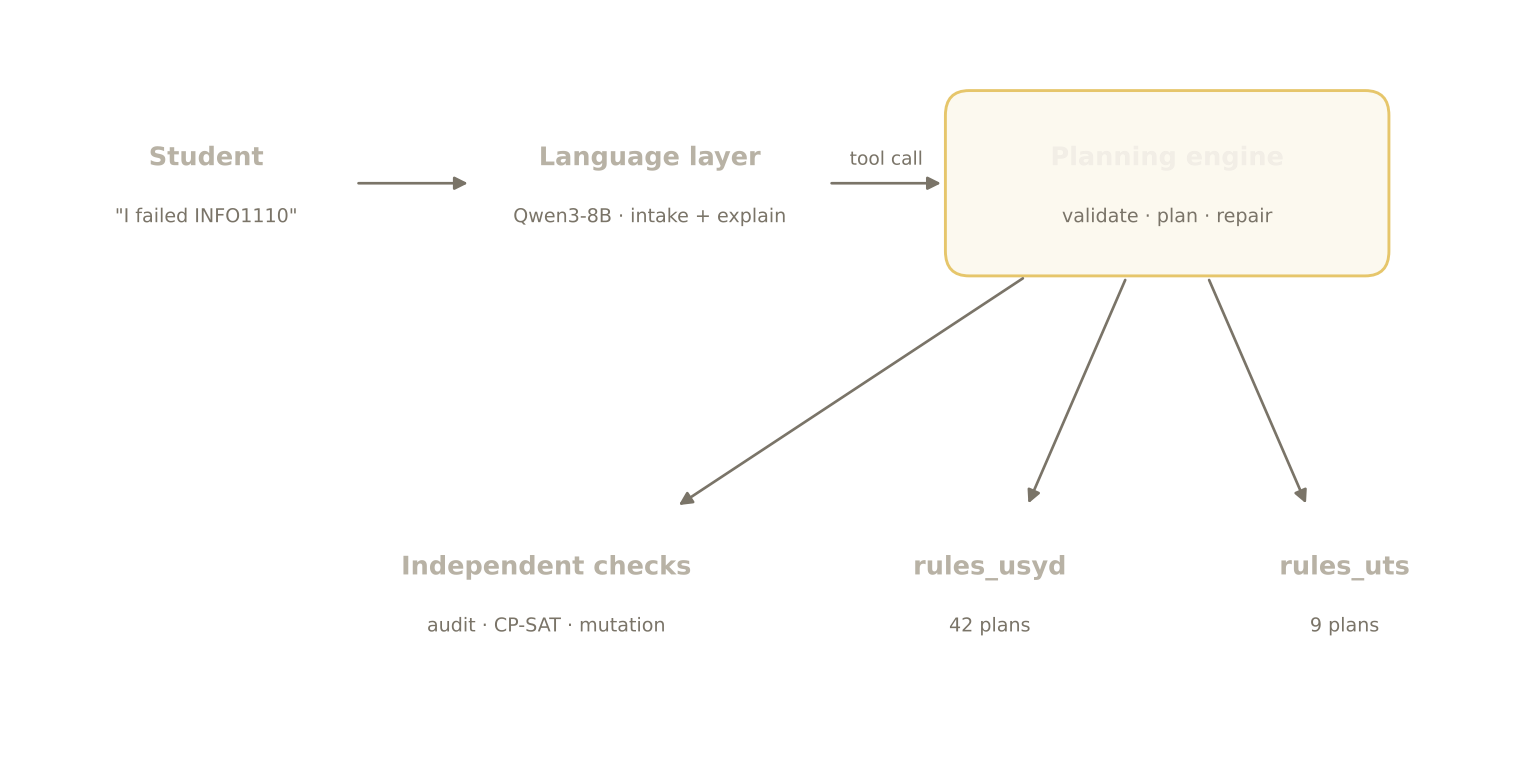 Student
"I failed INFO1110"
Language layer
Qwen3-8B · intake + explain
tool call
Planning engine
validate · plan · repair
Independent checks
audit · CP-SAT · mutation
rules_usyd
42 plans
rules_uts
9 plans